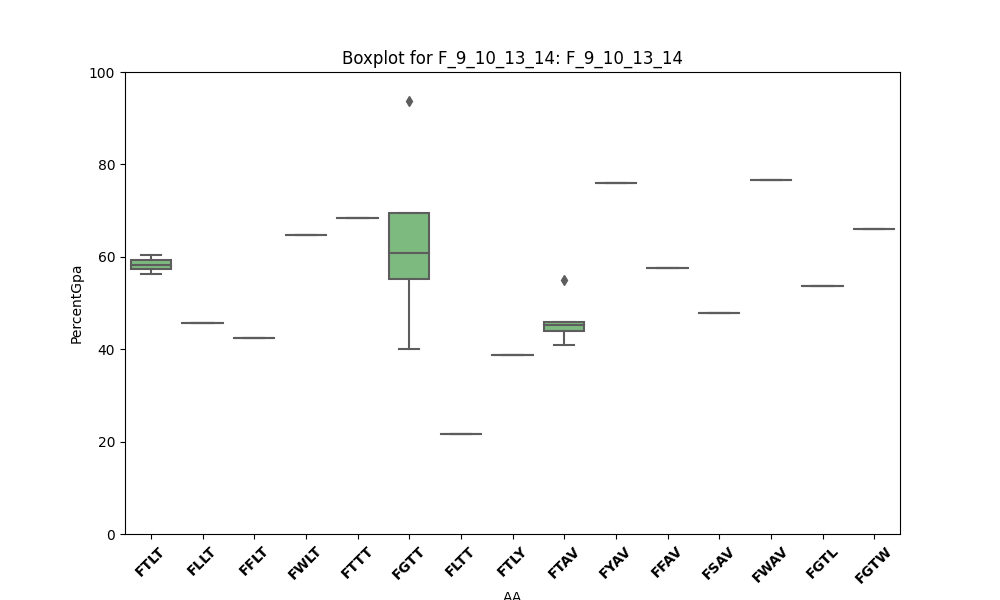 Boxplot for F_9_10_13_14: F_9_10_13_14
100
80
60
40
20
0
PercentGpa
FTLT FLLT FFLT FWLT FTTT FGTT FLTT FTLY FTAV FYAV FFAV FSAV FWAV FGTL FGTW
AA